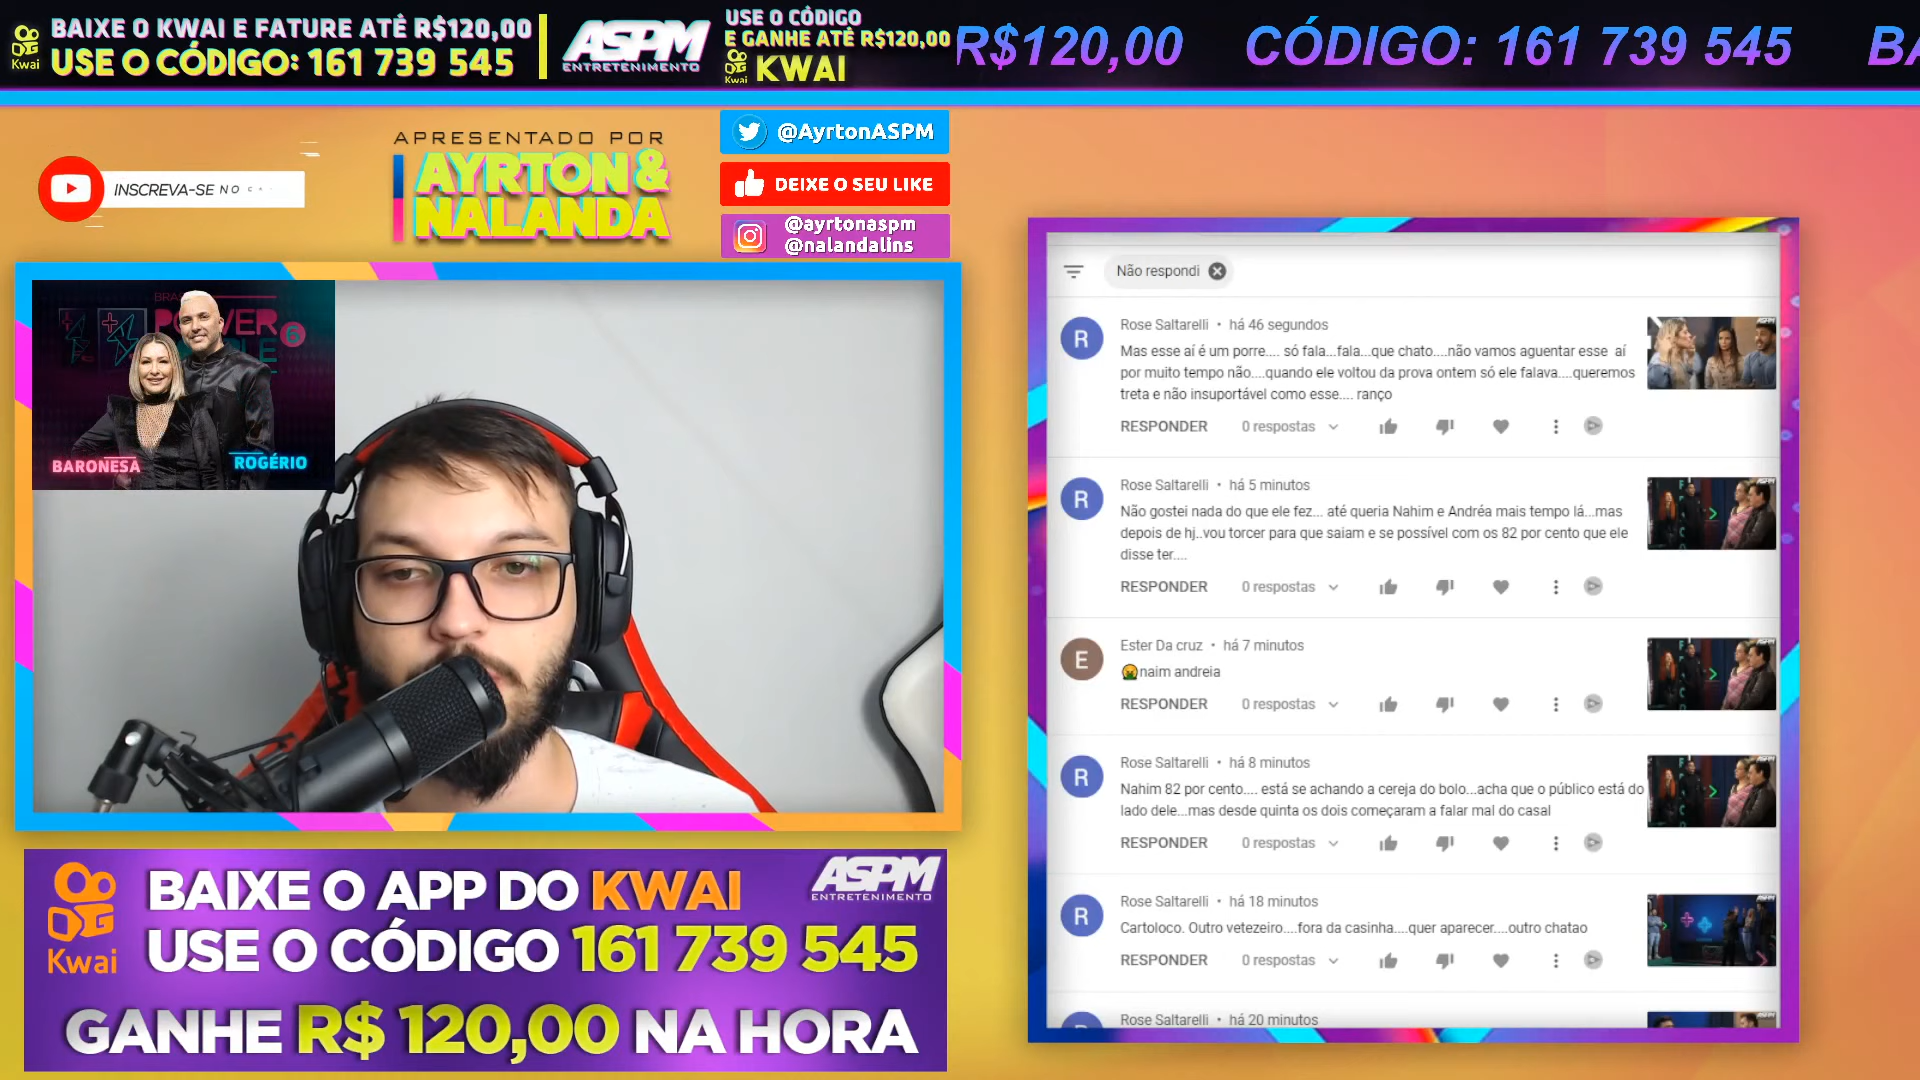 BAIXE O KWAI E FATURE ATÉ R$120,00
Kwai
USE O CÓDIGO: 161 739 545
ASPM
ENTRETENIMENTO
USE O CÓDIGO
E GANHE ATÉ R$120,00
Kwai
KWAI
R$120,00 CÓDIGO: 161 739 545 BA
INSCREVA-SE NO
APRESENTADO POR
AYRTON &
NALANDA
@AyrtonASPM
DEIXE O SEU LIKE
@ayrtonaspm
@nalandalins
BARONESA
ROGÉRIO
BAIXE O APP DO KWAI
USE O CÓDIGO 161 739 545
Kwai
GANHE R$ 120,00 NA HORA
ASPM
ENTRETENIMENTO
Não respondi
R
Rose Saltarelli • há 46 segundos
Mas esse aí é um porre.... só fala...fala...que chato....não vamos aguentar esse aí
por muito tempo não....quando ele voltou da prova ontem só ele falava....queremos
treta e não insuportável como esse.... ranço
RESPONDER 0 respostas
R
Rose Saltarelli • há 5 minutos
Não gostei nada do que ele fez... até queria Nahim e Andréa mais tempo lá...mas
depois de hj..vou torcer para que saiam e se possível com os 82 por cento que ele
disse ter....
RESPONDER 0 respostas
E
Ester Da cruz • há 7 minutos
🤮naim andreia
RESPONDER 0 respostas
R
Rose Saltarelli • há 8 minutos
Nahim 82 por cento.... está se achando a cereja do bolo...acha que o público está do
lado dele...mas desde quinta os dois começaram a falar mal do casal
RESPONDER 0 respostas
R
Rose Saltarelli • há 18 minutos
Cartoloco. Outro vetezeiro....fora da casinha....quer aparecer....outro chatao
RESPONDER 0 respostas
Rose Saltarelli • há 20 minutos